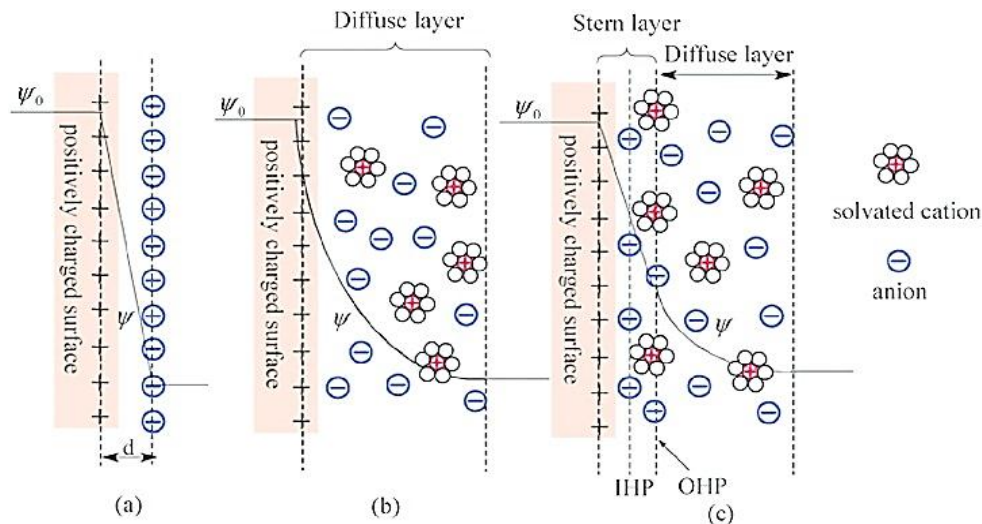 Diffuse layer
Stern layer
Diffuse layer
ψ₀
ψ₀
ψ₀
positively charged surface
positively charged surface
positively charged surface
ψ
ψ
ψ
solvated cation
anion
d
IHP
OHP
(a)
(b)
(c)